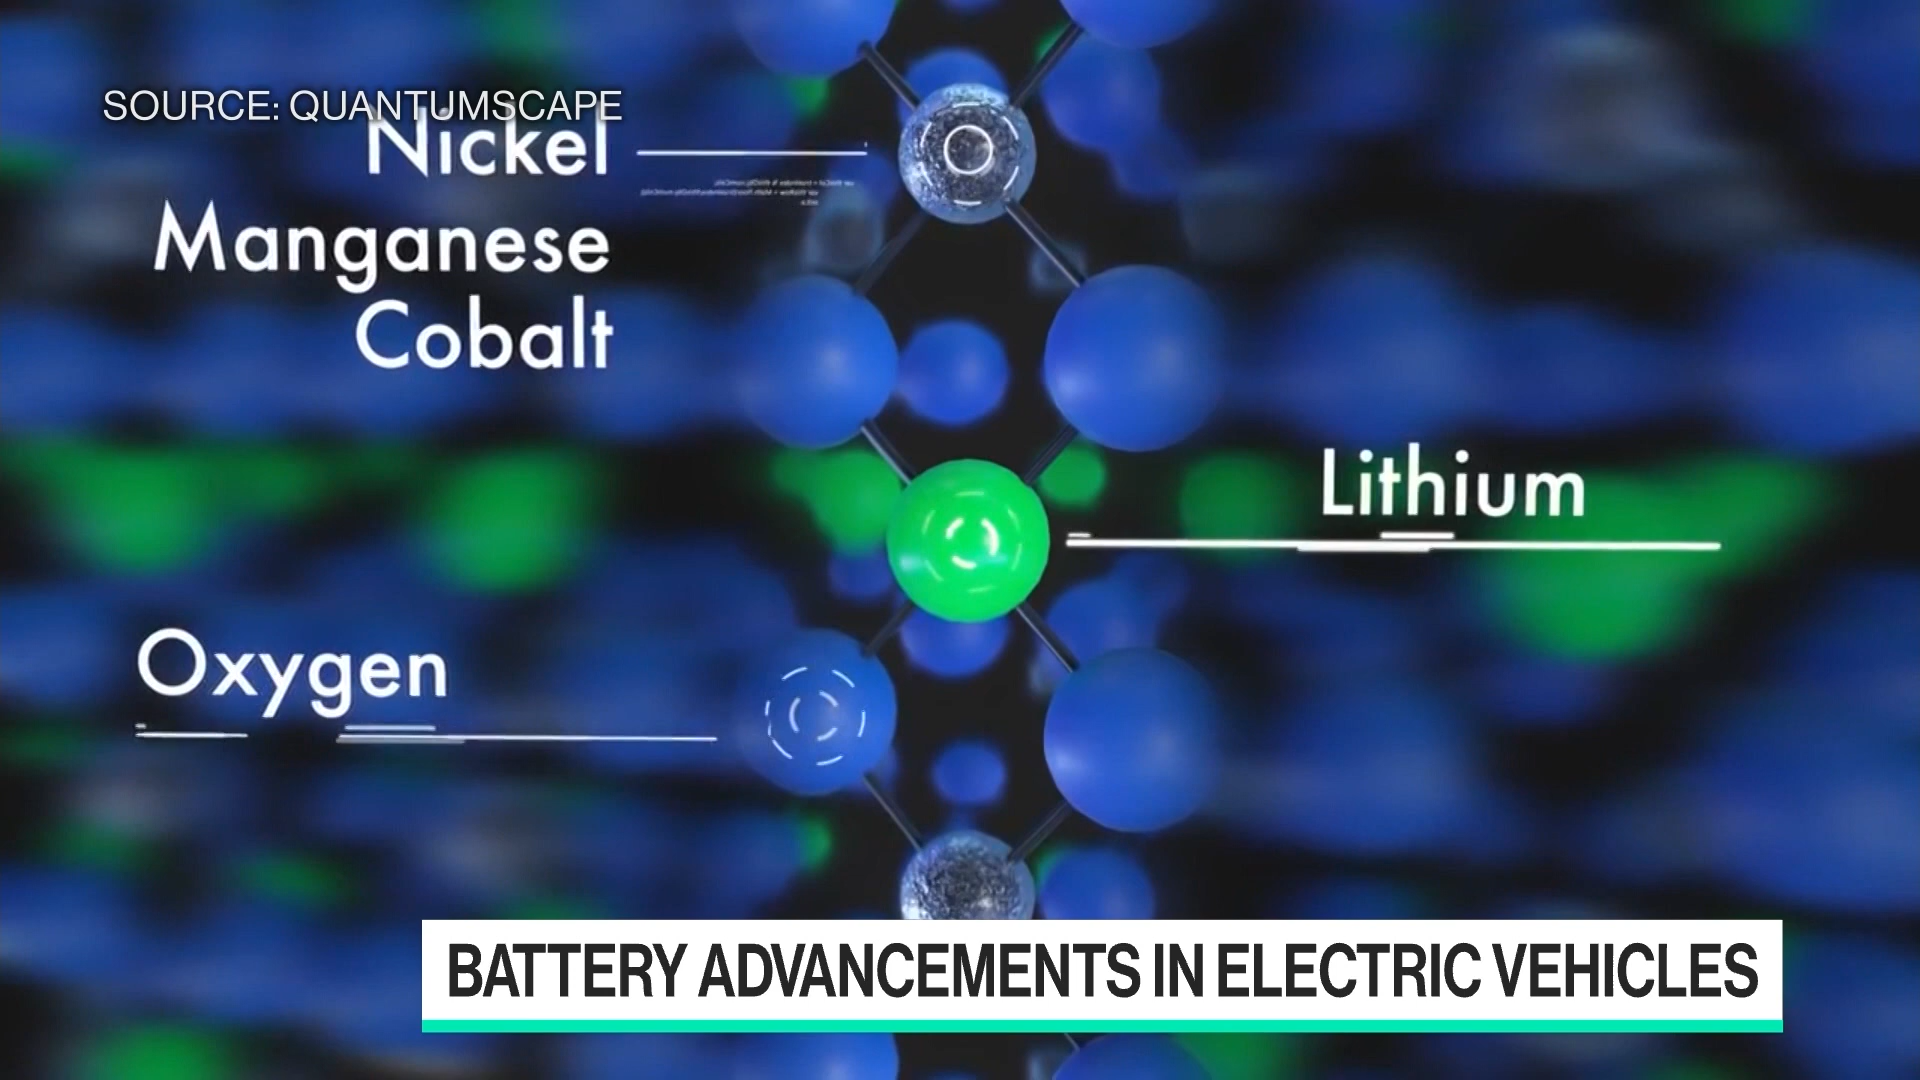 SOURCE: QUANTUMSCAPE
Nickel
Manganese
Cobalt
Lithium
Oxygen
BATTERY ADVANCEMENTS IN ELECTRIC VEHICLES